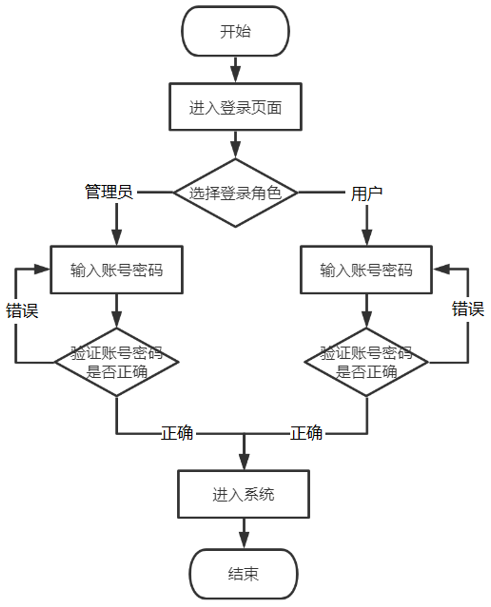 开始
进入登录页面
管理员
选择登录角色
用户
输入账号密码
输入账号密码
错误
错误
验证账号密码
是否正确
验证账号密码
是否正确
正确
正确
进入系统
结束